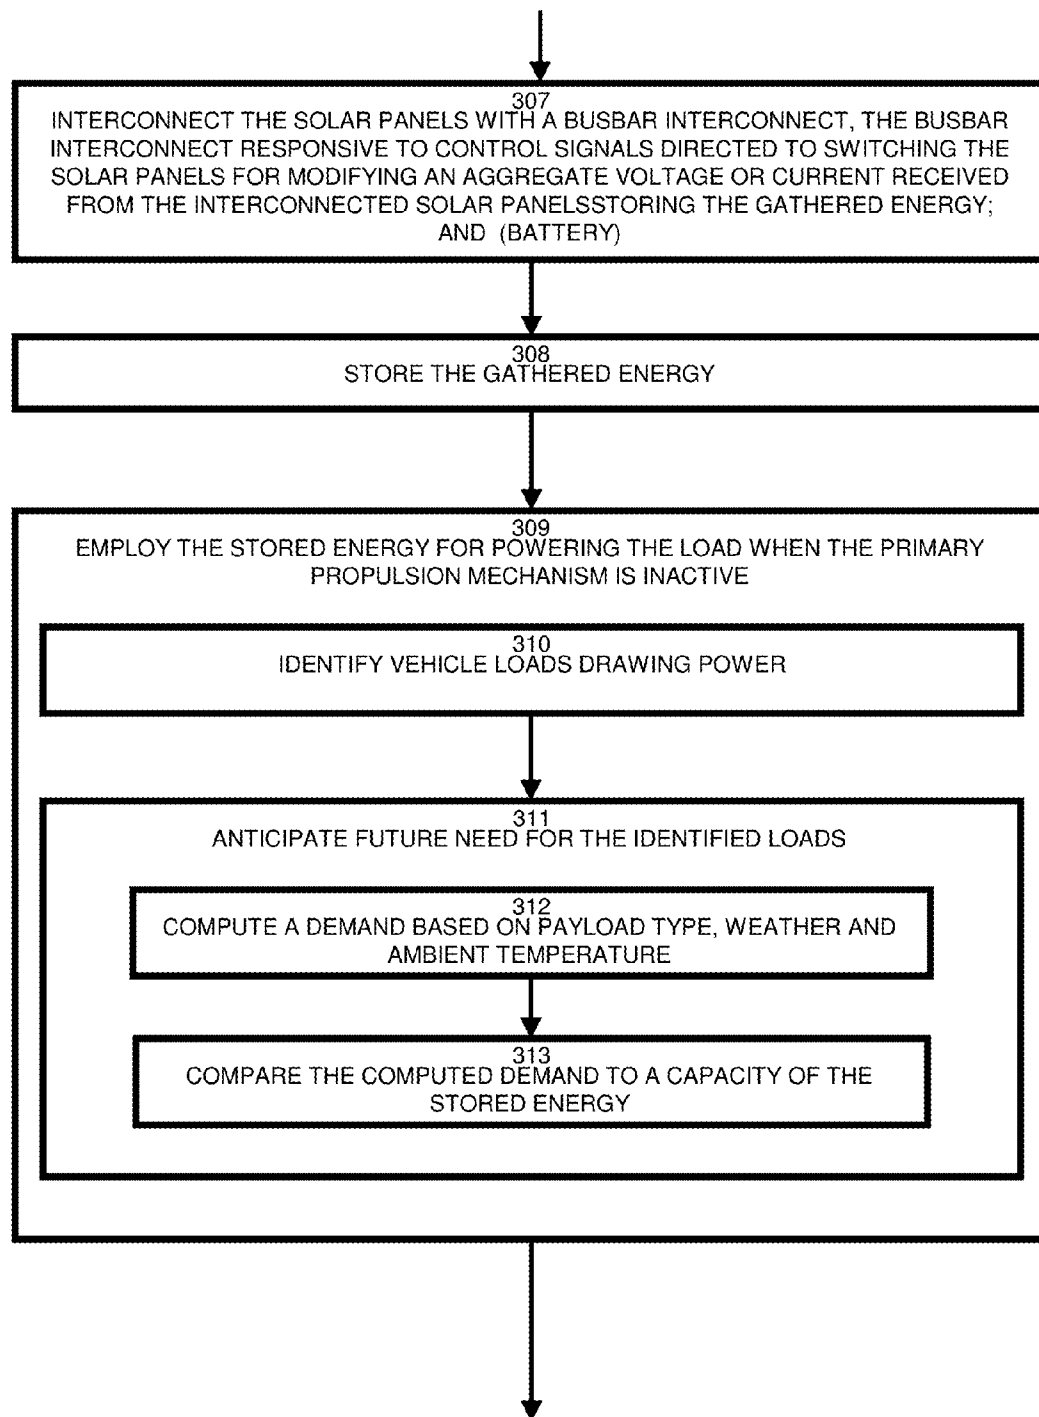 307
INTERCONNECT THE SOLAR PANELS WITH A BUSBAR INTERCONNECT, THE BUSBAR
INTERCONNECT RESPONSIVE TO CONTROL SIGNALS DIRECTED TO SWITCHING THE
SOLAR PANELS FOR MODIFYING AN AGGREGATE VOLTAGE OR CURRENT RECEIVED
FROM THE INTERCONNECTED SOLAR PANELSSTORING THE GATHERED ENERGY;
AND (BATTERY)
308
STORE THE GATHERED ENERGY
309
EMPLOY THE STORED ENERGY FOR POWERING THE LOAD WHEN THE PRIMARY
PROPULSION MECHANISM IS INACTIVE
310
IDENTIFY VEHICLE LOADS DRAWING POWER
311
ANTICIPATE FUTURE NEED FOR THE IDENTIFIED LOADS
312
COMPUTE A DEMAND BASED ON PAYLOAD TYPE, WEATHER AND
AMBIENT TEMPERATURE
313
COMPARE THE COMPUTED DEMAND TO A CAPACITY OF THE
STORED ENERGY